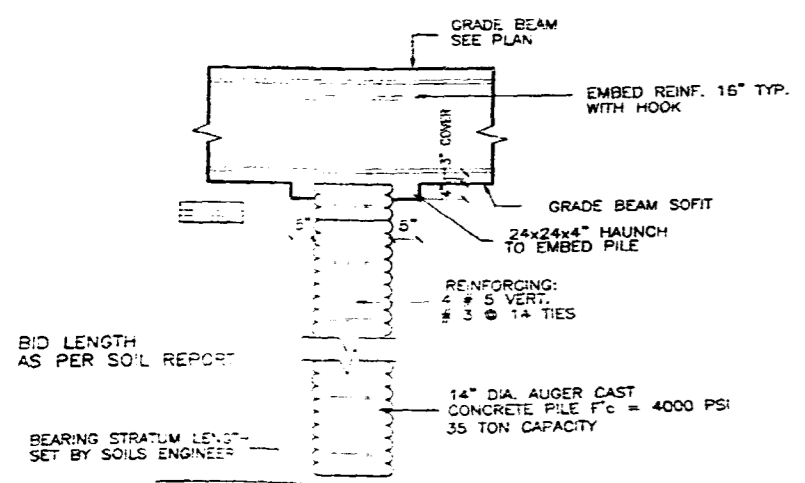 GRADE BEAM
SEE PLAN
EMBED REINF. 16" TYP.
WITH HOOK
3" COVER
4"
GRADE BEAM SOFIT
24x24x4" HAUNCH
TO EMBED PILE
5"
5"
REINFORCING:
4 # 5 VERT.
# 3 @ 14 TIES
BID LENGTH
AS PER SOIL REPORT
14" DIA. AUGER CAST
CONCRETE PILE F'c = 4000 PSI
35 TON CAPACITY
BEARING STRATUM LENGTH
SET BY SOILS ENGINEER